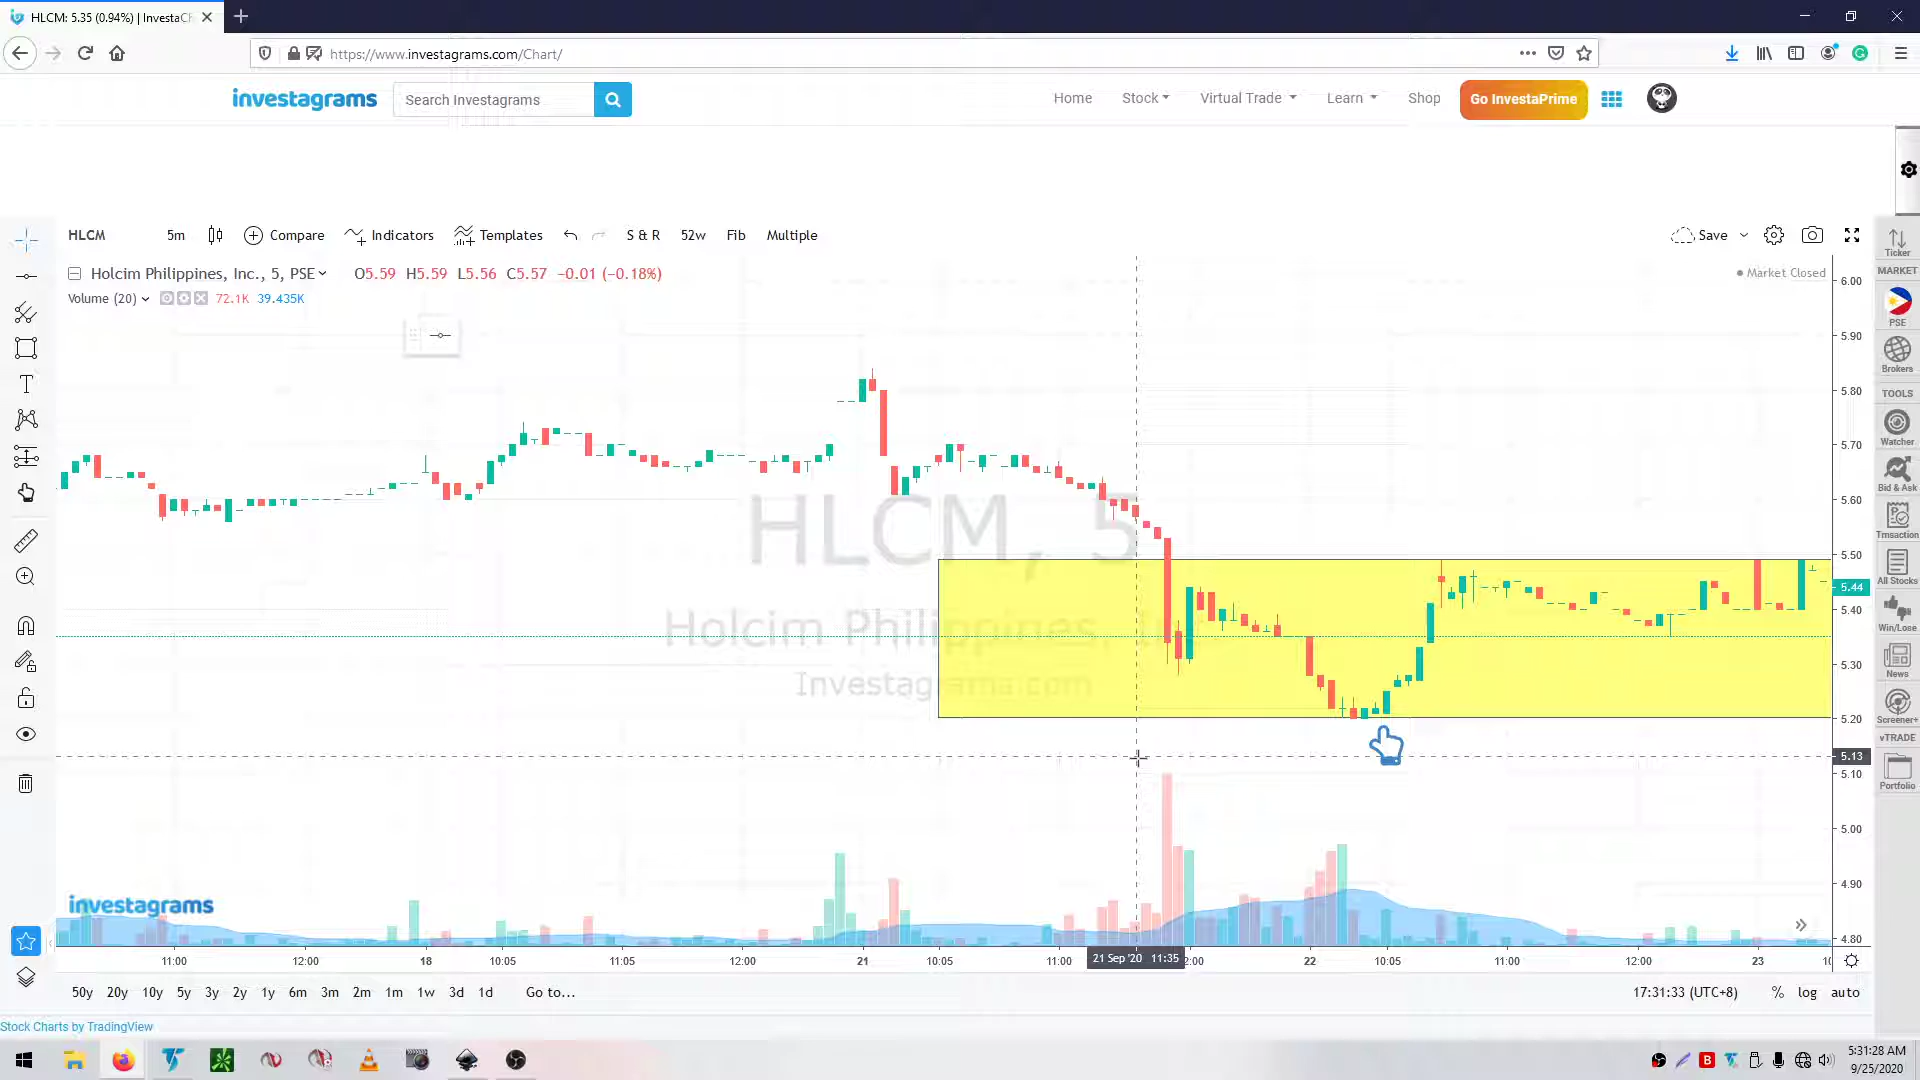 HLCM: 5.35 (0.94%) | InvestaCh
https://www.investagrams.com/Chart/
investagrams
Search Investagrams
Home
Stock
Virtual Trade
Learn
Shop
Go InvestaPrime
HLCM
5m
Compare
Indicators
Templates
S & R
52w
Fib
Multiple
Save
Holcim Philippines, Inc., 5, PSE
O5.59 H5.59 L5.56 C5.57 −0.01 (−0.18%)
Market Closed
Volume (20)
72.1K 39.435K
HLCM, 5
Holcim Philippines, Inc
Investagrams.com
6.00
5.90
5.80
5.70
5.60
5.50
5.44
5.40
5.30
5.20
5.13
5.10
5.00
4.90
4.80
Ticker
MARKET
PSE
Brokers
TOOLS
Watcher
Bid & Ask
Trnsaction
All Stocks
Win/Lose
News
Screener+
vTRADE
Portfolio
investagrams
11:00
12:00
18
10:05
11:05
12:00
21
10:05
11:00
21 Sep '20 11:35
2:00
22
10:05
11:00
12:00
23
10
50y 20y 10y 5y 3y 2y 1y 6m 3m 2m 1m 1w 3d 1d Go to...
17:31:33 (UTC+8) % log auto
Stock Charts by TradingView
5:31:28 AM
9/25/2020